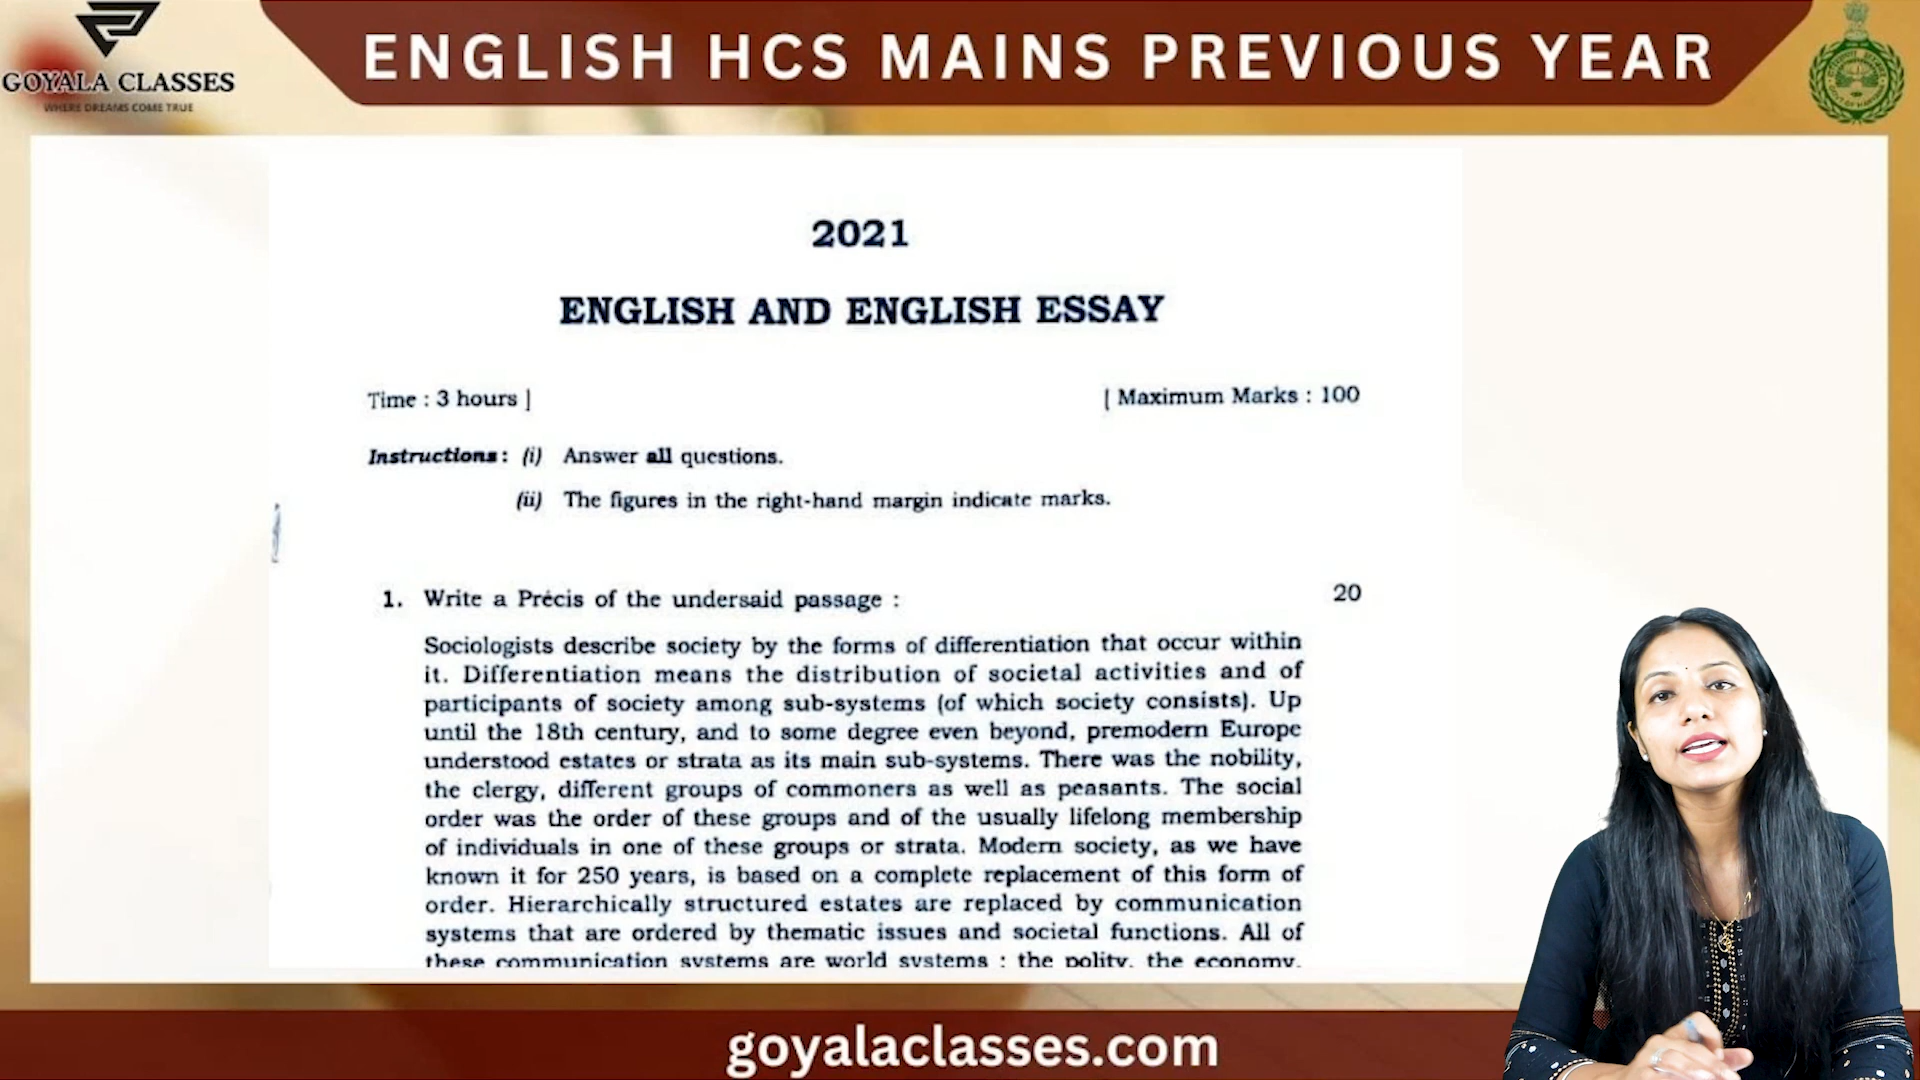 GOYALA CLASSES
WHERE DREAMS COME TRUE
ENGLISH HCS MAINS PREVIOUS YEAR
2021
ENGLISH AND ENGLISH ESSAY
Time : 3 hours ] [ Maximum Marks : 100
Instructions : (i) Answer all questions.
(ii) The figures in the right-hand margin indicate marks.
1. Write a Précis of the undersaid passage : 20
Sociologists describe society by the forms of differentiation that occur within
it. Differentiation means the distribution of societal activities and of
participants of society among sub-systems (of which society consists). Up
until the 18th century, and to some degree even beyond, premodern Europe
understood estates or strata as its main sub-systems. There was the nobility,
the clergy, different groups of commoners as well as peasants. The social
order was the order of these groups and of the usually lifelong membership
of individuals in one of these groups or strata. Modern society, as we have
known it for 250 years, is based on a complete replacement of this form of
order. Hierarchically structured estates are replaced by communication
systems that are ordered by thematic issues and societal functions. All of
these communication systems are world systems : the polity, the economy,
goyalaclasses.com